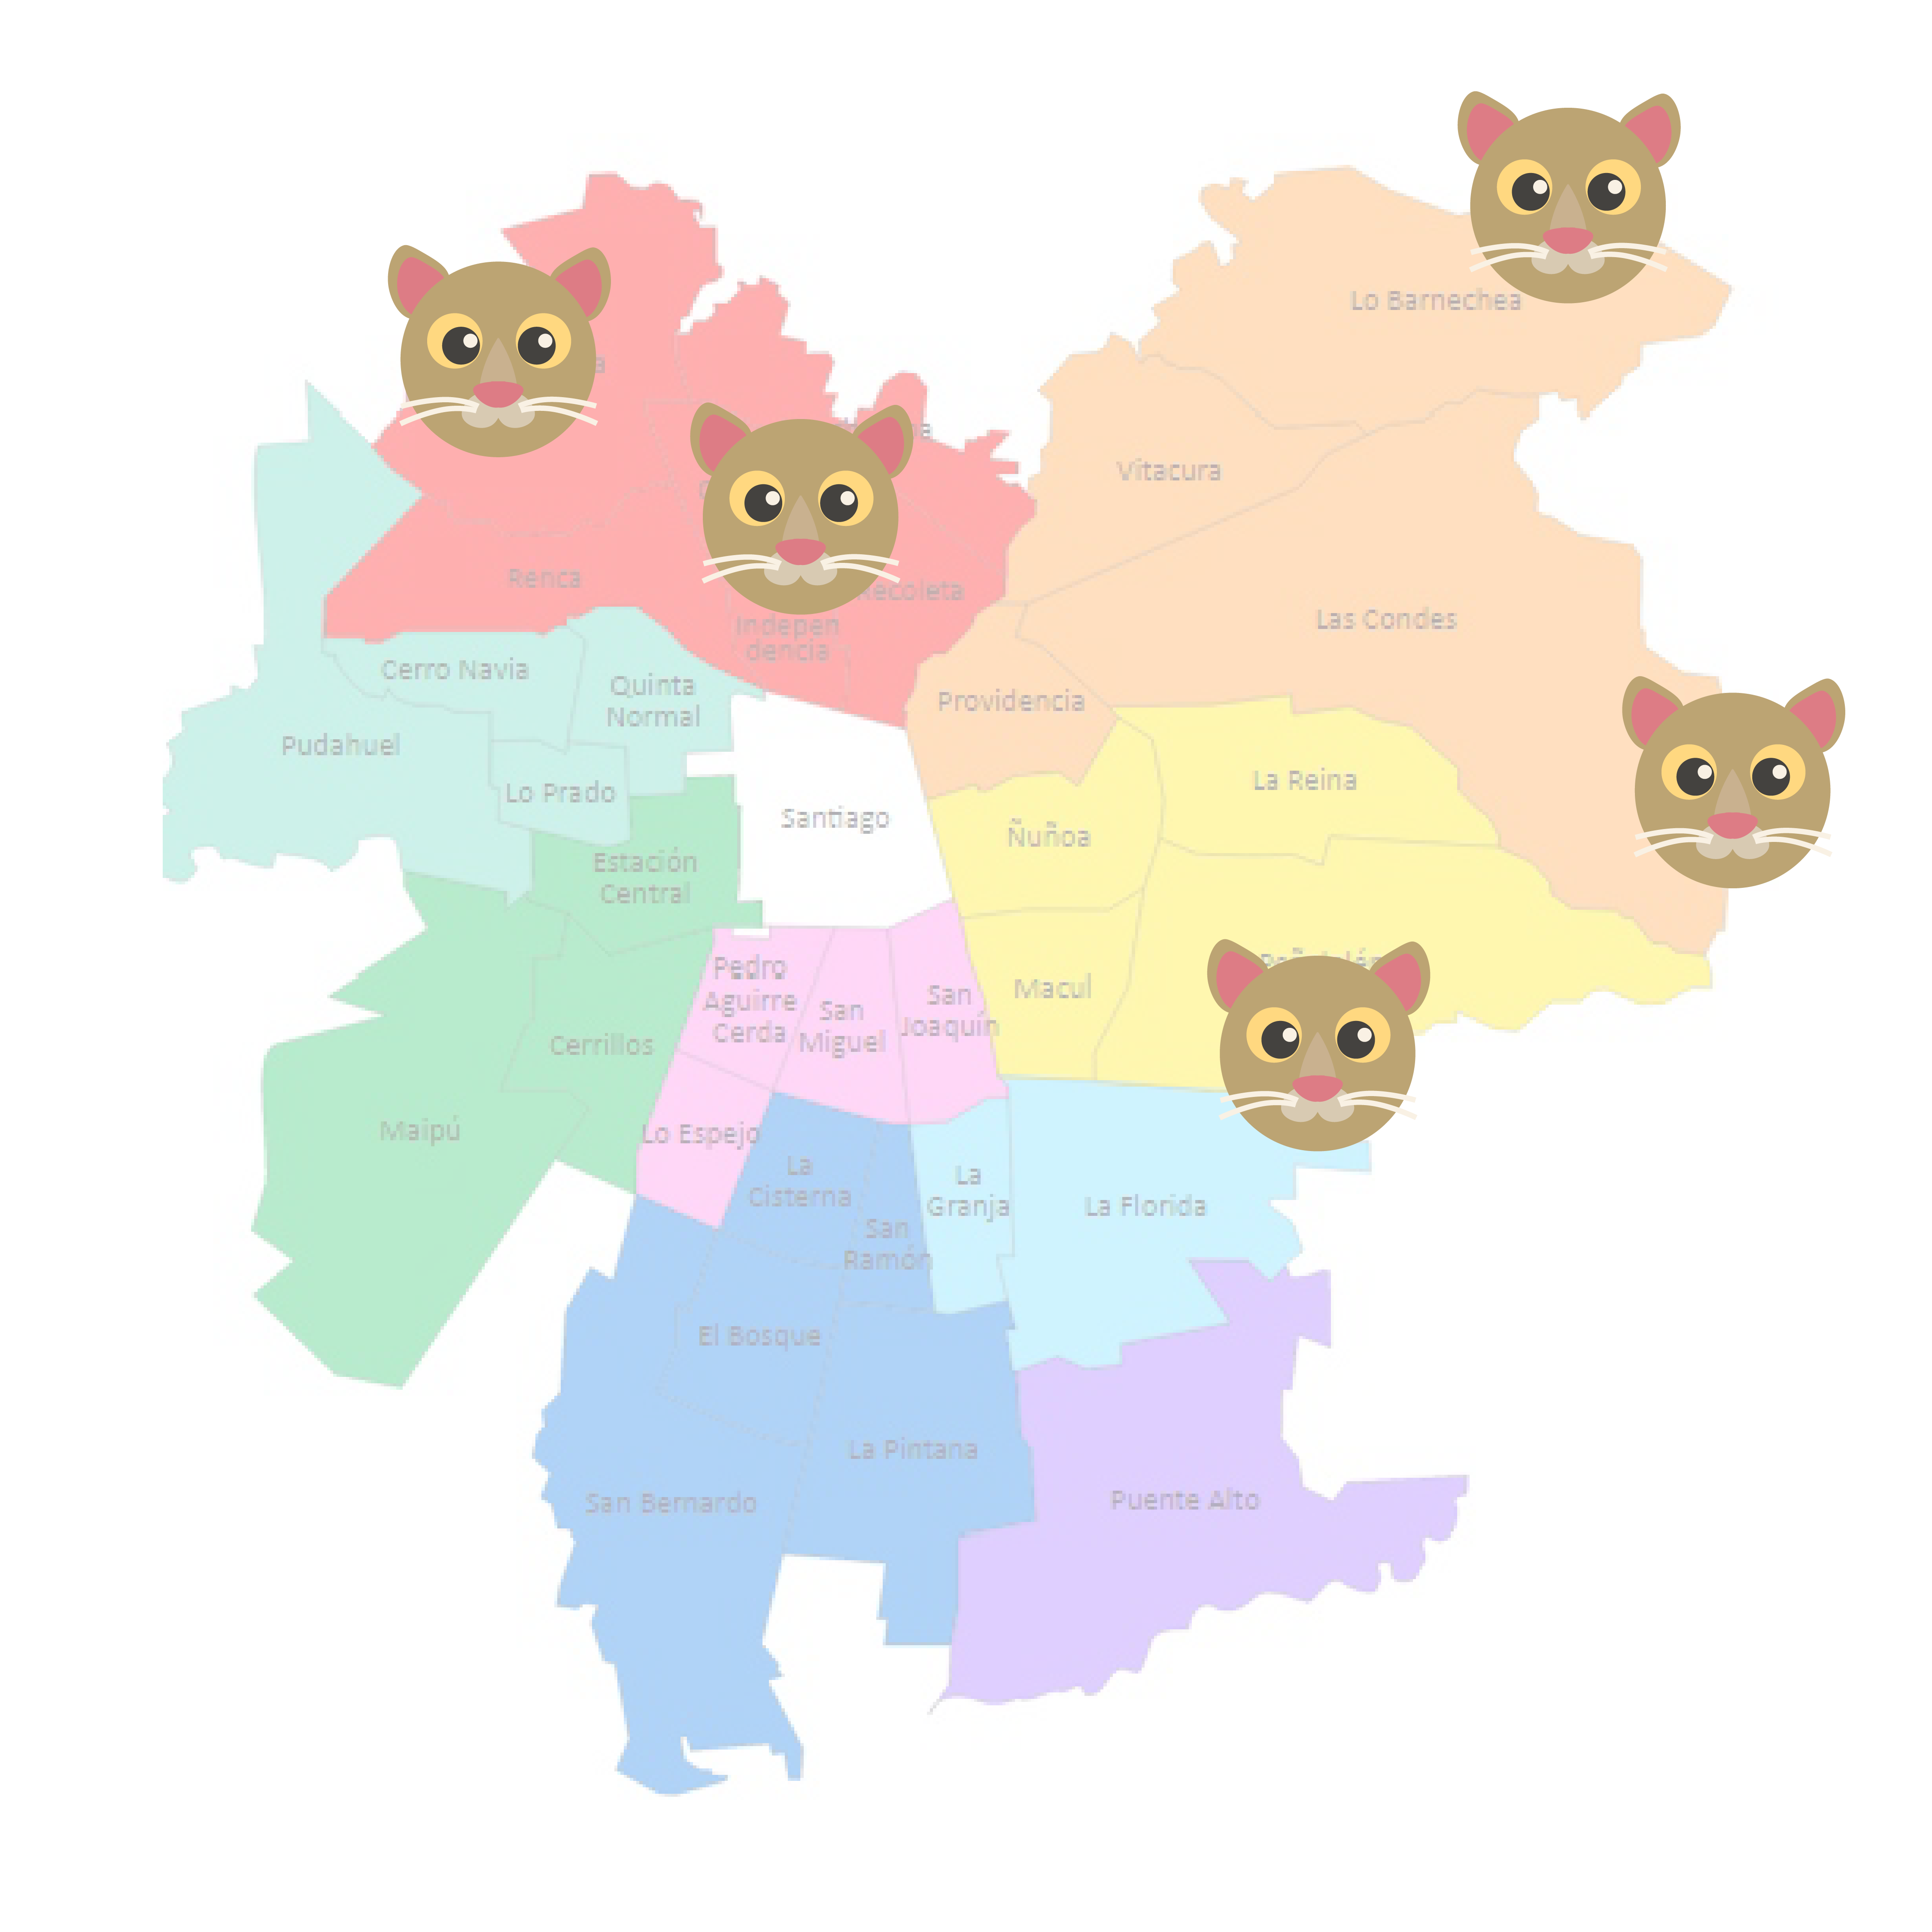 Lo Barnechea
Vitacura
Renca
Las Condes
Recoleta
Indepen
dencia
Cerro Navia
Quinta
Normal
Providencia
Pudahuel
Lo Prado
La Reina
Santiago
Ñuñoa
Estación
Central
Pedro
Aguirre
Cerda
San
Miguel
San
Joaquín
Macul
Cerrillos
Maipú
Lo Espejo
La
Cisterna
La
Granja
La Florida
San
Ramón
El Bosque
La Pintana
San Bernardo
Puente Alto